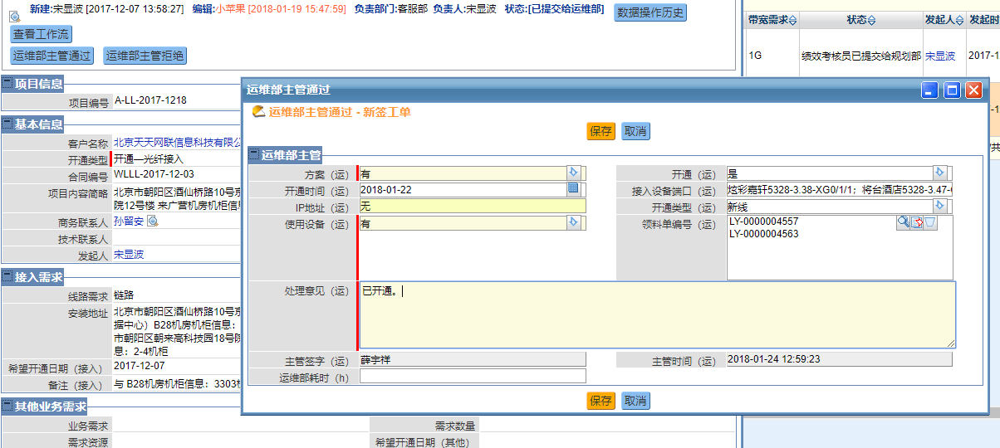 新建:宋显波 [2017-12-07 13:58:27] 编辑:小苹果 [2018-01-19 15:47:59] 负责部门:客服部 负责人:宋显波 状态:[已提交给运维部] 数据操作历史
查看工作流
运维部主管通过 运维部主管拒绝
项目信息
项目编号 A-LL-2017-1218
基本信息
客户名称 北京天天网联信息科技有限公
开通类型 开通—光纤接入
合同编号 WLLL-2017-12-03
项目内容简略 北京市朝阳区酒仙桥路10号京
院12号楼 来广营机房机柜信息
商务联系人 孙留安
技术联系人
发起人 宋显波
接入需求
线路需求 链路
安装地址 北京市朝阳区酒仙桥路10号京
据中心）B28机房机柜信息：
市朝阳区朝来高科技园18号院
息：2-4机柜
希望开通日期（接入） 2017-12-07
备注（接入） 与 B28机房机柜信息：3303机
其他业务需求
业务需求 需求数量
需求资源 希望开通日期（其他）
带宽需求 状态 发起人 发起时
1G 绩效考核员已提交给规划部 宋显波 2017-1
-1
/共
运维部主管通过
运维部主管通过 - 新签工单
保存 取消
运维部主管
方案（运） 有 开通（运） 是
开通时间（运） 2018-01-22 接入设备端口（运） 炫彩嘉轩5328-3.38-XG0/1/1；将台酒店5328-3.47-
IP地址（运） 无 开通类型（运） 新线
使用设备（运） 有 领料单编号（运） LY-0000004557
LY-0000004563
处理意见（运） 已开通。
主管签字（运） 薛宇祥 主管时间（运） 2018-01-24 12:59:23
运维部耗时（h）
保存 取消